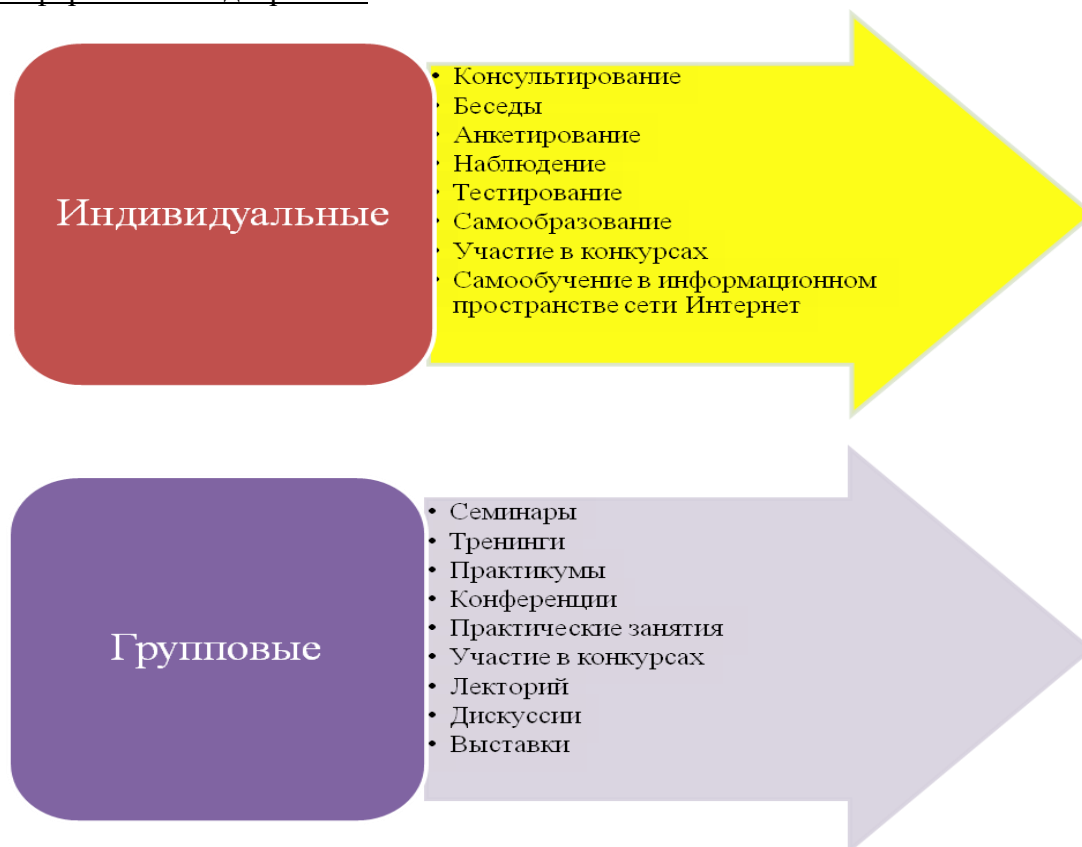 Индивидуальные
• Консультирование
• Беседы
• Анкетирование
• Наблюдение
• Тестирование
• Самообразование
• Участие в конкурсах
• Самообучение в информационном
пространстве сети Интернет
Групповые
• Семинары
• Тренинги
• Практикумы
• Конференции
• Практические занятия
• Участие в конкурсах
• Лекторий
• Дискуссии
• Выставки